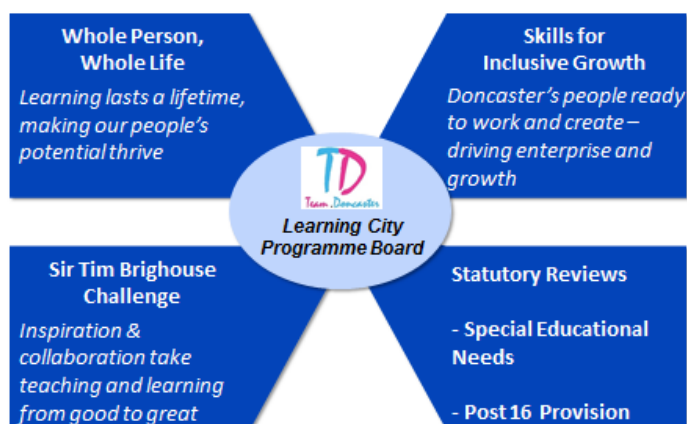 Whole Person,
Whole Life
Learning lasts a lifetime,
making our people's
potential thrive
Skills for
Inclusive Growth
Doncaster's people ready
to work and create –
driving enterprise and
growth
TD
Team Doncaster
Learning City
Programme Board
Sir Tim Brighouse
Challenge
Inspiration &
collaboration take
teaching and learning
from good to great
Statutory Reviews
- Special Educational
Needs
- Post 16 Provision